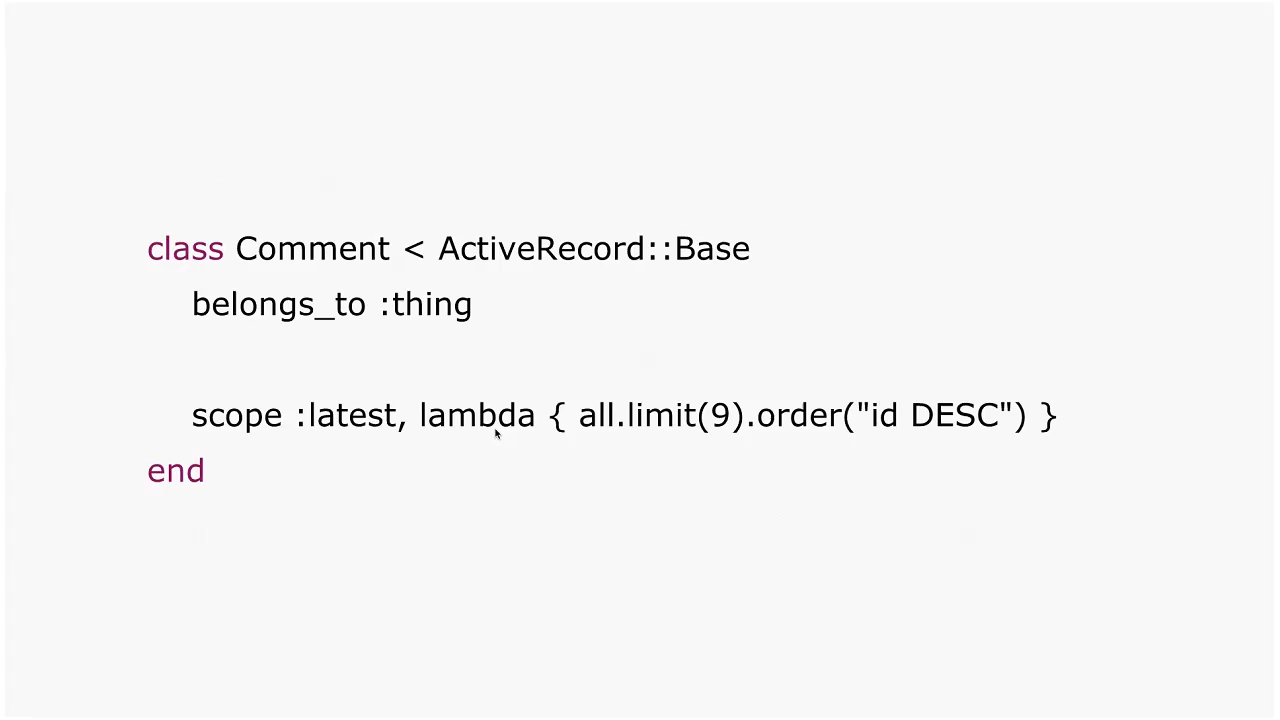 class Comment < ActiveRecord::Base
belongs_to :thing
scope :latest, lambda { all.limit(9).order("id DESC") }
end